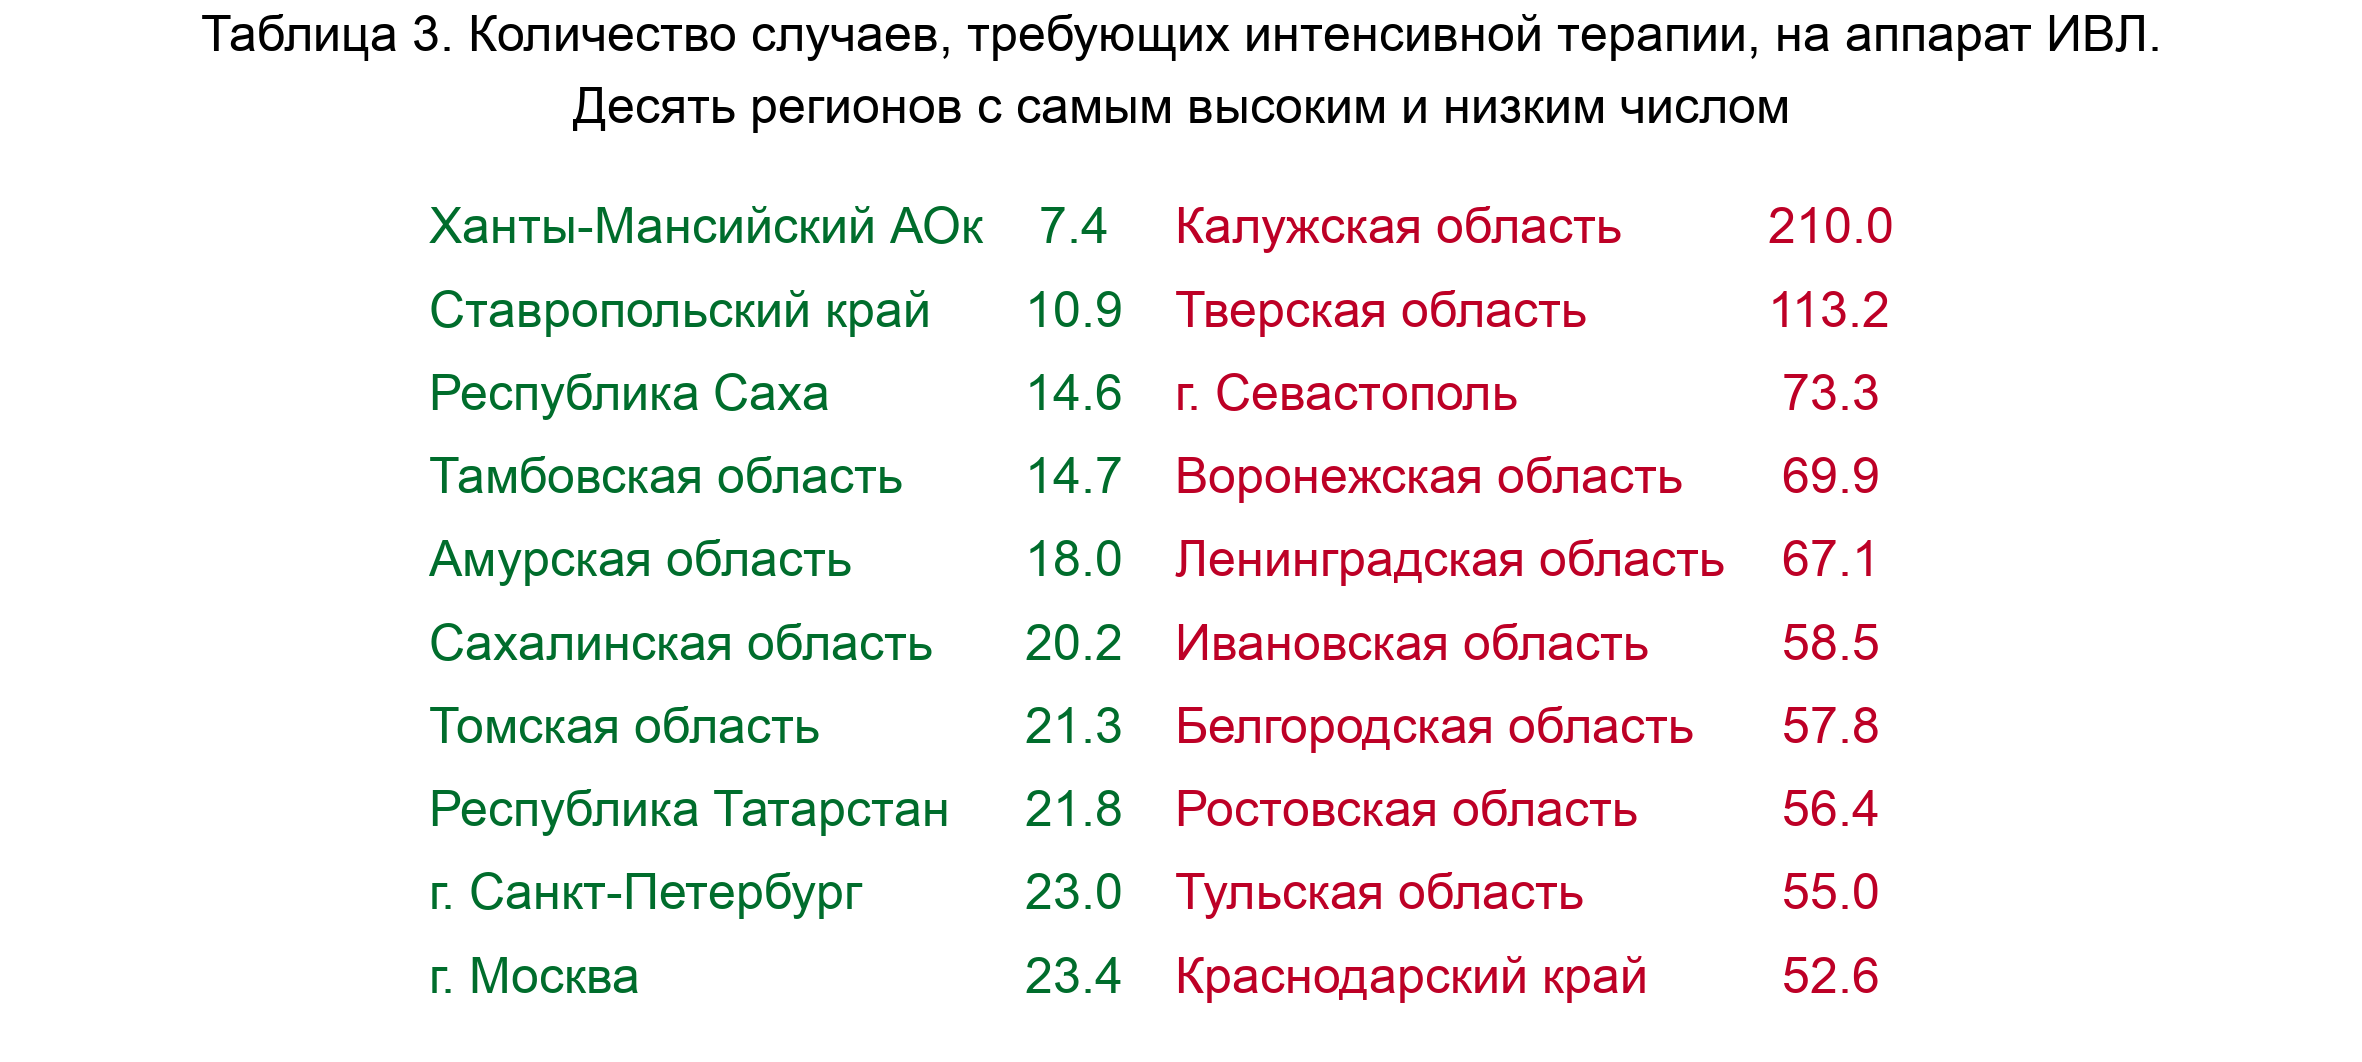 Таблица 3. Количество случаев, требующих интенсивной терапии, на аппарат ИВЛ.
Десять регионов с самым высоким и низким числом
Ханты-Мансийский АОк 7.4 Калужская область 210.0
Ставропольский край 10.9 Тверская область 113.2
Республика Саха 14.6 г. Севастополь 73.3
Тамбовская область 14.7 Воронежская область 69.9
Амурская область 18.0 Ленинградская область 67.1
Сахалинская область 20.2 Ивановская область 58.5
Томская область 21.3 Белгородская область 57.8
Республика Татарстан 21.8 Ростовская область 56.4
г. Санкт-Петербург 23.0 Тульская область 55.0
г. Москва 23.4 Краснодарский край 52.6